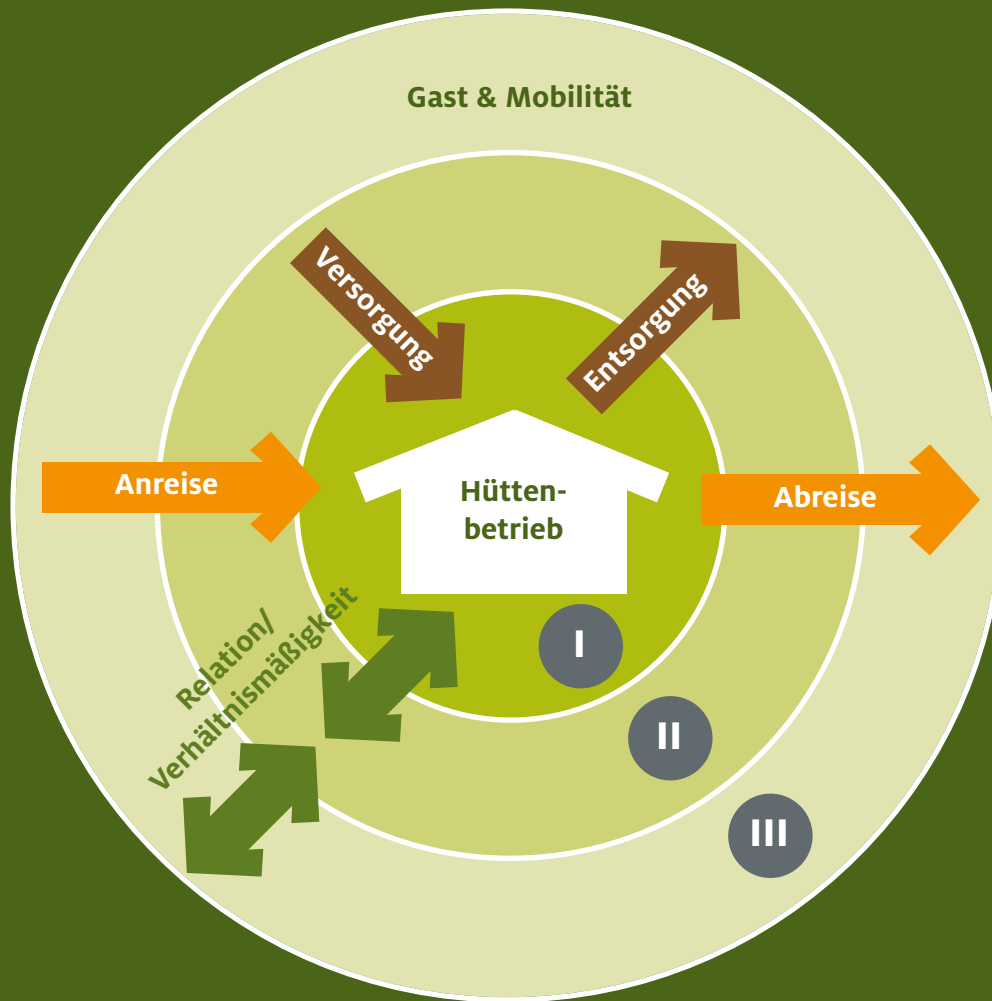 Gast & Mobilität
Versorgung
Entsorgung
Anreise
Hütten-
betrieb
Abreise
Relation/
Verhältnismäßigkeit
I
II
III